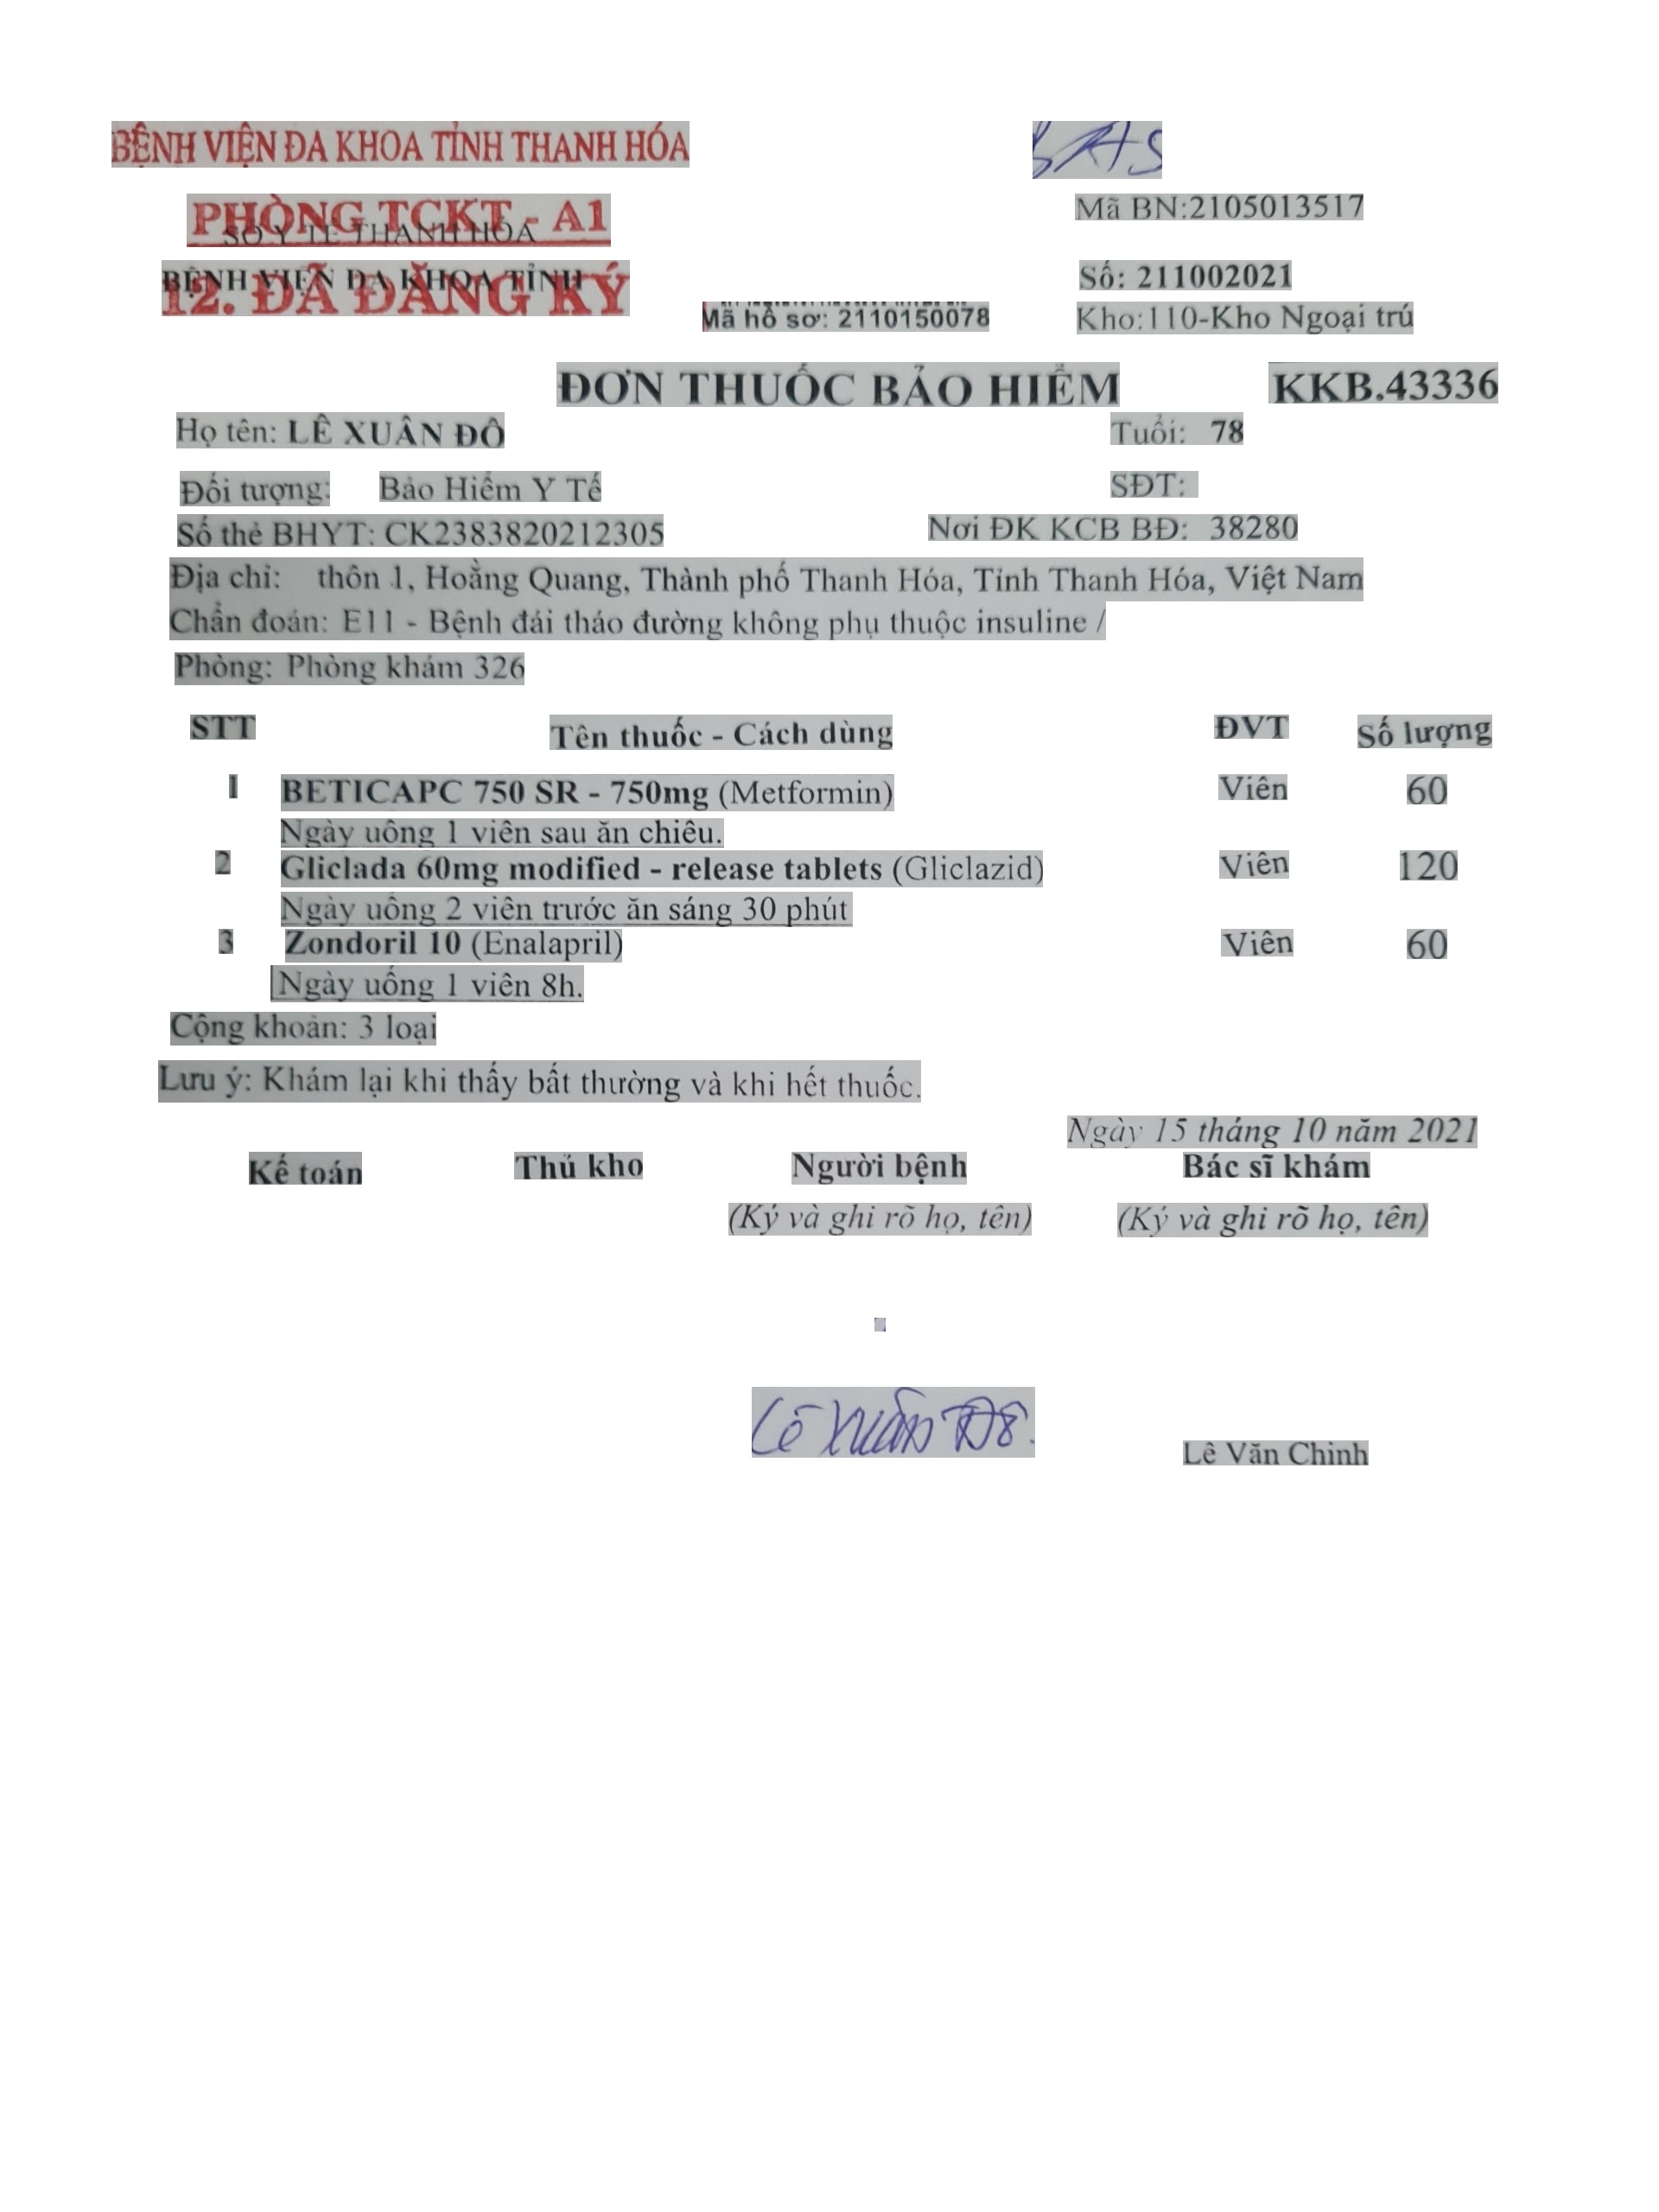 BỆNH VIỆN ĐA KHOA TỈNH THANH HÓA
PHÒNG TCKT - A1
SỞ Y TẾ THANH HÓA
Mã BN:2105013517
BỆNH VIỆN ĐA KHOA TỈNH
12. ĐÃ ĐĂNG KÝ
Số: 211002021
Mã hồ sơ: 2110150078
Kho:110-Kho Ngoại trú
ĐƠN THUỐC BẢO HIỂM KKB.43336
Họ tên: LÊ XUÂN ĐÔ Tuổi: 78
Đối tượng: Bảo Hiểm Y Tế SĐT:
Số thẻ BHYT: CK2383820212305 Nơi ĐK KCB BĐ: 38280
Địa chỉ: thôn 1, Hoằng Quang, Thành phố Thanh Hóa, Tỉnh Thanh Hóa, Việt Nam
Chẩn đoán: E11 - Bệnh đái tháo đường không phụ thuộc insuline /
Phòng: Phòng khám 326
STT Tên thuốc - Cách dùng ĐVT Số lượng
1 BETICAPC 750 SR - 750mg (Metformin) Viên 60
Ngày uống 1 viên sau ăn chiều.
2 Gliclada 60mg modified - release tablets (Gliclazid) Viên 120
Ngày uống 2 viên trước ăn sáng 30 phút
3 Zondoril 10 (Enalapril) Viên 60
Ngày uống 1 viên 8h.
Cộng khoản: 3 loại
Lưu ý: Khám lại khi thấy bất thường và khi hết thuốc.
Ngày 15 tháng 10 năm 2021
Kế toán Thủ kho Người bệnh Bác sĩ khám
(Ký và ghi rõ họ, tên) (Ký và ghi rõ họ, tên)
Lê Xuân Đô.
Lê Văn Chinh